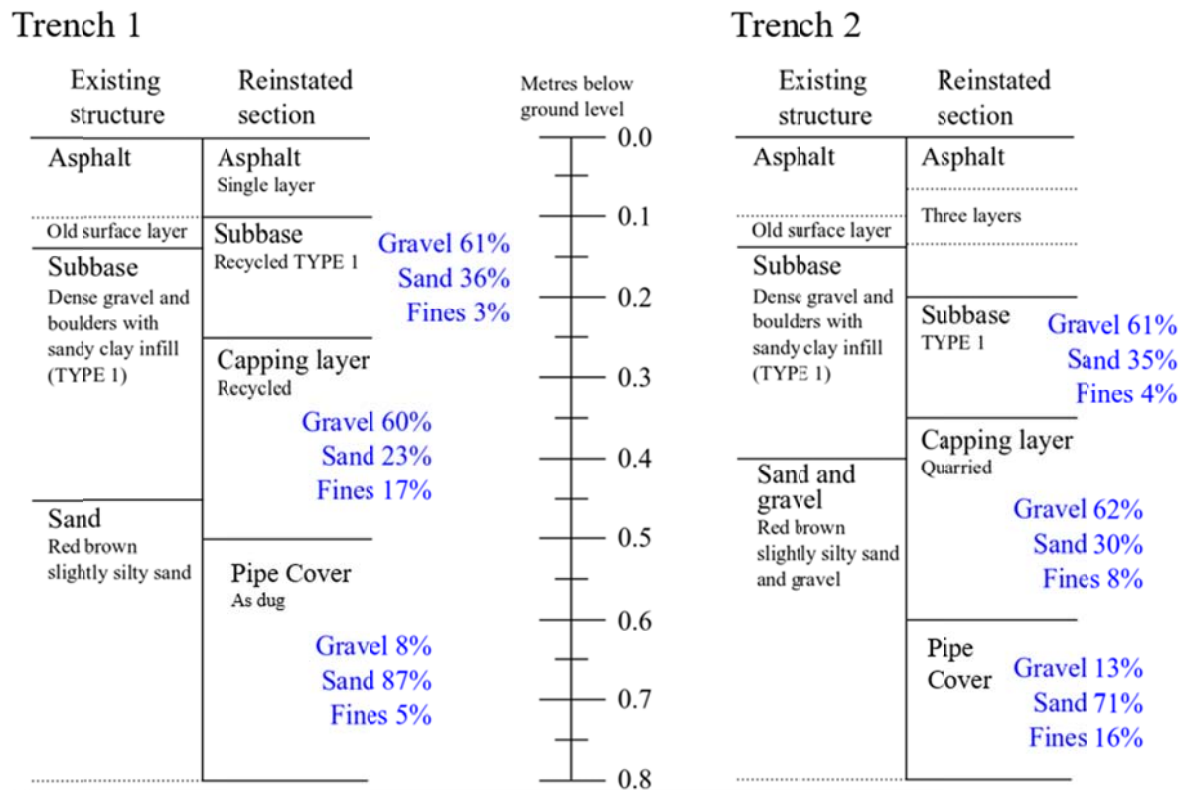 Trench 1
Existing
structure
Reinstated
section
Asphalt
Old surface layer
Subbase
Dense gravel and
boulders with
sandy clay infill
(TYPE 1)
Sand
Red brown
slightly silty sand
Asphalt
Single layer
Subbase
Recycled TYPE 1
Gravel 61%
Sand 36%
Fines 3%
Capping layer
Recycled
Gravel 60%
Sand 23%
Fines 17%
Pipe Cover
As dug
Gravel 8%
Sand 87%
Fines 5%
Metres below
ground level
0.0
0.1
0.2
0.3
0.4
0.5
0.6
0.7
0.8
Trench 2
Existing
structure
Reinstated
section
Asphalt
Old surface layer
Subbase
Dense gravel and
boulders with
sandy clay infill
(TYPE 1)
Sand and
gravel
Red brown
slightly silty sand
and gravel
Asphalt
Three layers
Subbase
TYPE 1
Gravel 61%
Sand 35%
Fines 4%
Capping layer
Quarried
Gravel 62%
Sand 30%
Fines 8%
Pipe
Cover
Gravel 13%
Sand 71%
Fines 16%